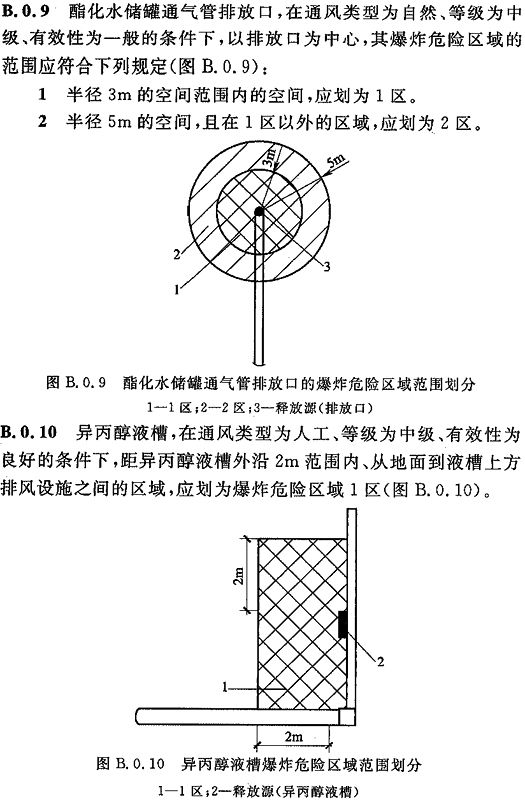 B.0.9 酯化水储罐通气管排放口,在通风类型为自然、等级为中
级、有效性为一般的条件下,以排放口为中心,其爆炸危险区域的
范围应符合下列规定(图B.0.9):
1 半径3m的空间范围内的空间,应划为1区。
2 半径5m的空间,且在1区以外的区域,应划为2区。
3m
5m
2
3
1
图 B.0.9 酯化水储罐通气管排放口的爆炸危险区域范围划分
1—1区;2—2区;3—释放源(排放口)
B.0.10 异丙醇液槽,在通风类型为人工、等级为中级、有效性为
良好的条件下,距异丙醇液槽外沿2m范围内、从地面到液槽上方
排风设施之间的区域,应划为爆炸危险区域1区(图B.0.10)。
2m
2
1
2m
图 B.0.10 异丙醇液槽爆炸危险区域范围划分
1—1区;2—释放源(异丙醇液槽)